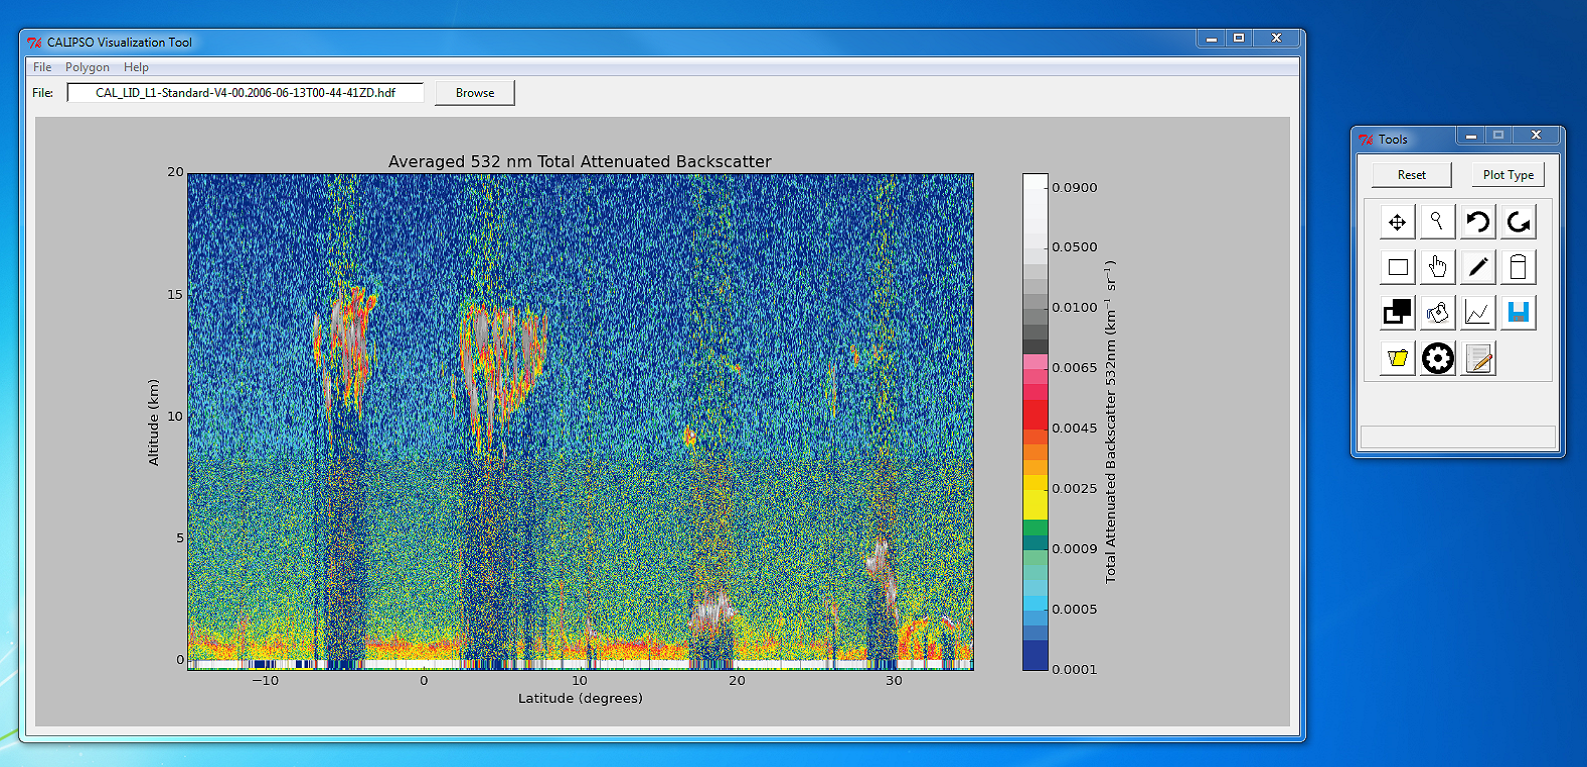 CALIPSO Visualization Tool
File Polygon Help
File: CAL_LID_L1-Standard-V4-00.2006-06-13T00-44-41ZD.hdf Browse
Averaged 532 nm Total Attenuated Backscatter
20
15
10
5
0
Altitude (km)
−10 0 10 20 30
Latitude (degrees)
0.0900
0.0500
0.0100
0.0065
0.0045
0.0025
0.0009
0.0005
0.0001
Total Attenuated Backscatter 532nm (km⁻¹ sr⁻¹)
Tools
Reset Plot Type